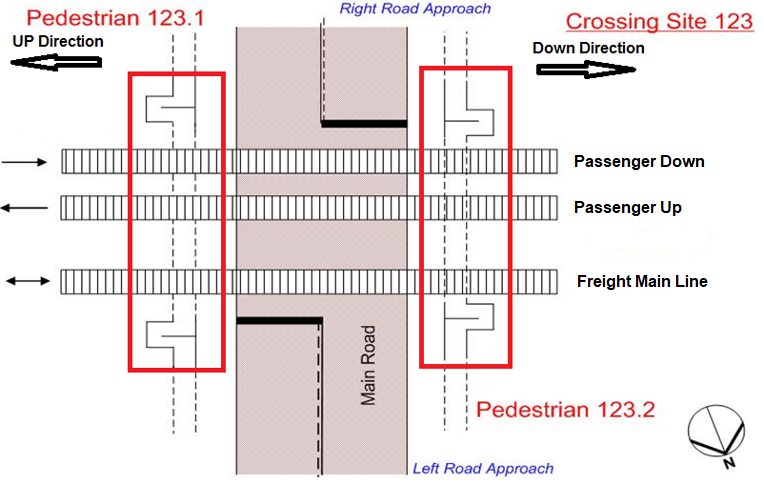 Right Road Approach
Pedestrian 123.1
Crossing Site 123
UP Direction
Down Direction
Passenger Down
Passenger Up
Freight Main Line
Main Road
Pedestrian 123.2
Left Road Approach
N